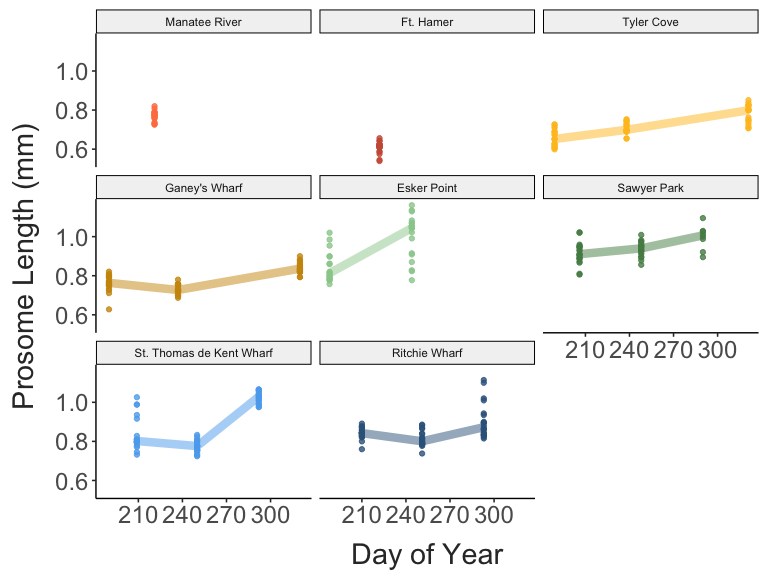 Manatee River Ft. Hamer Tyler Cove
1.0
0.8
0.6
Ganey's Wharf Esker Point Sawyer Park
1.0
0.8
0.6
210 240 270 300
St. Thomas de Kent Wharf Ritchie Wharf
1.0
0.8
0.6
210 240 270 300 210 240 270 300
Prosome Length (mm)
Day of Year